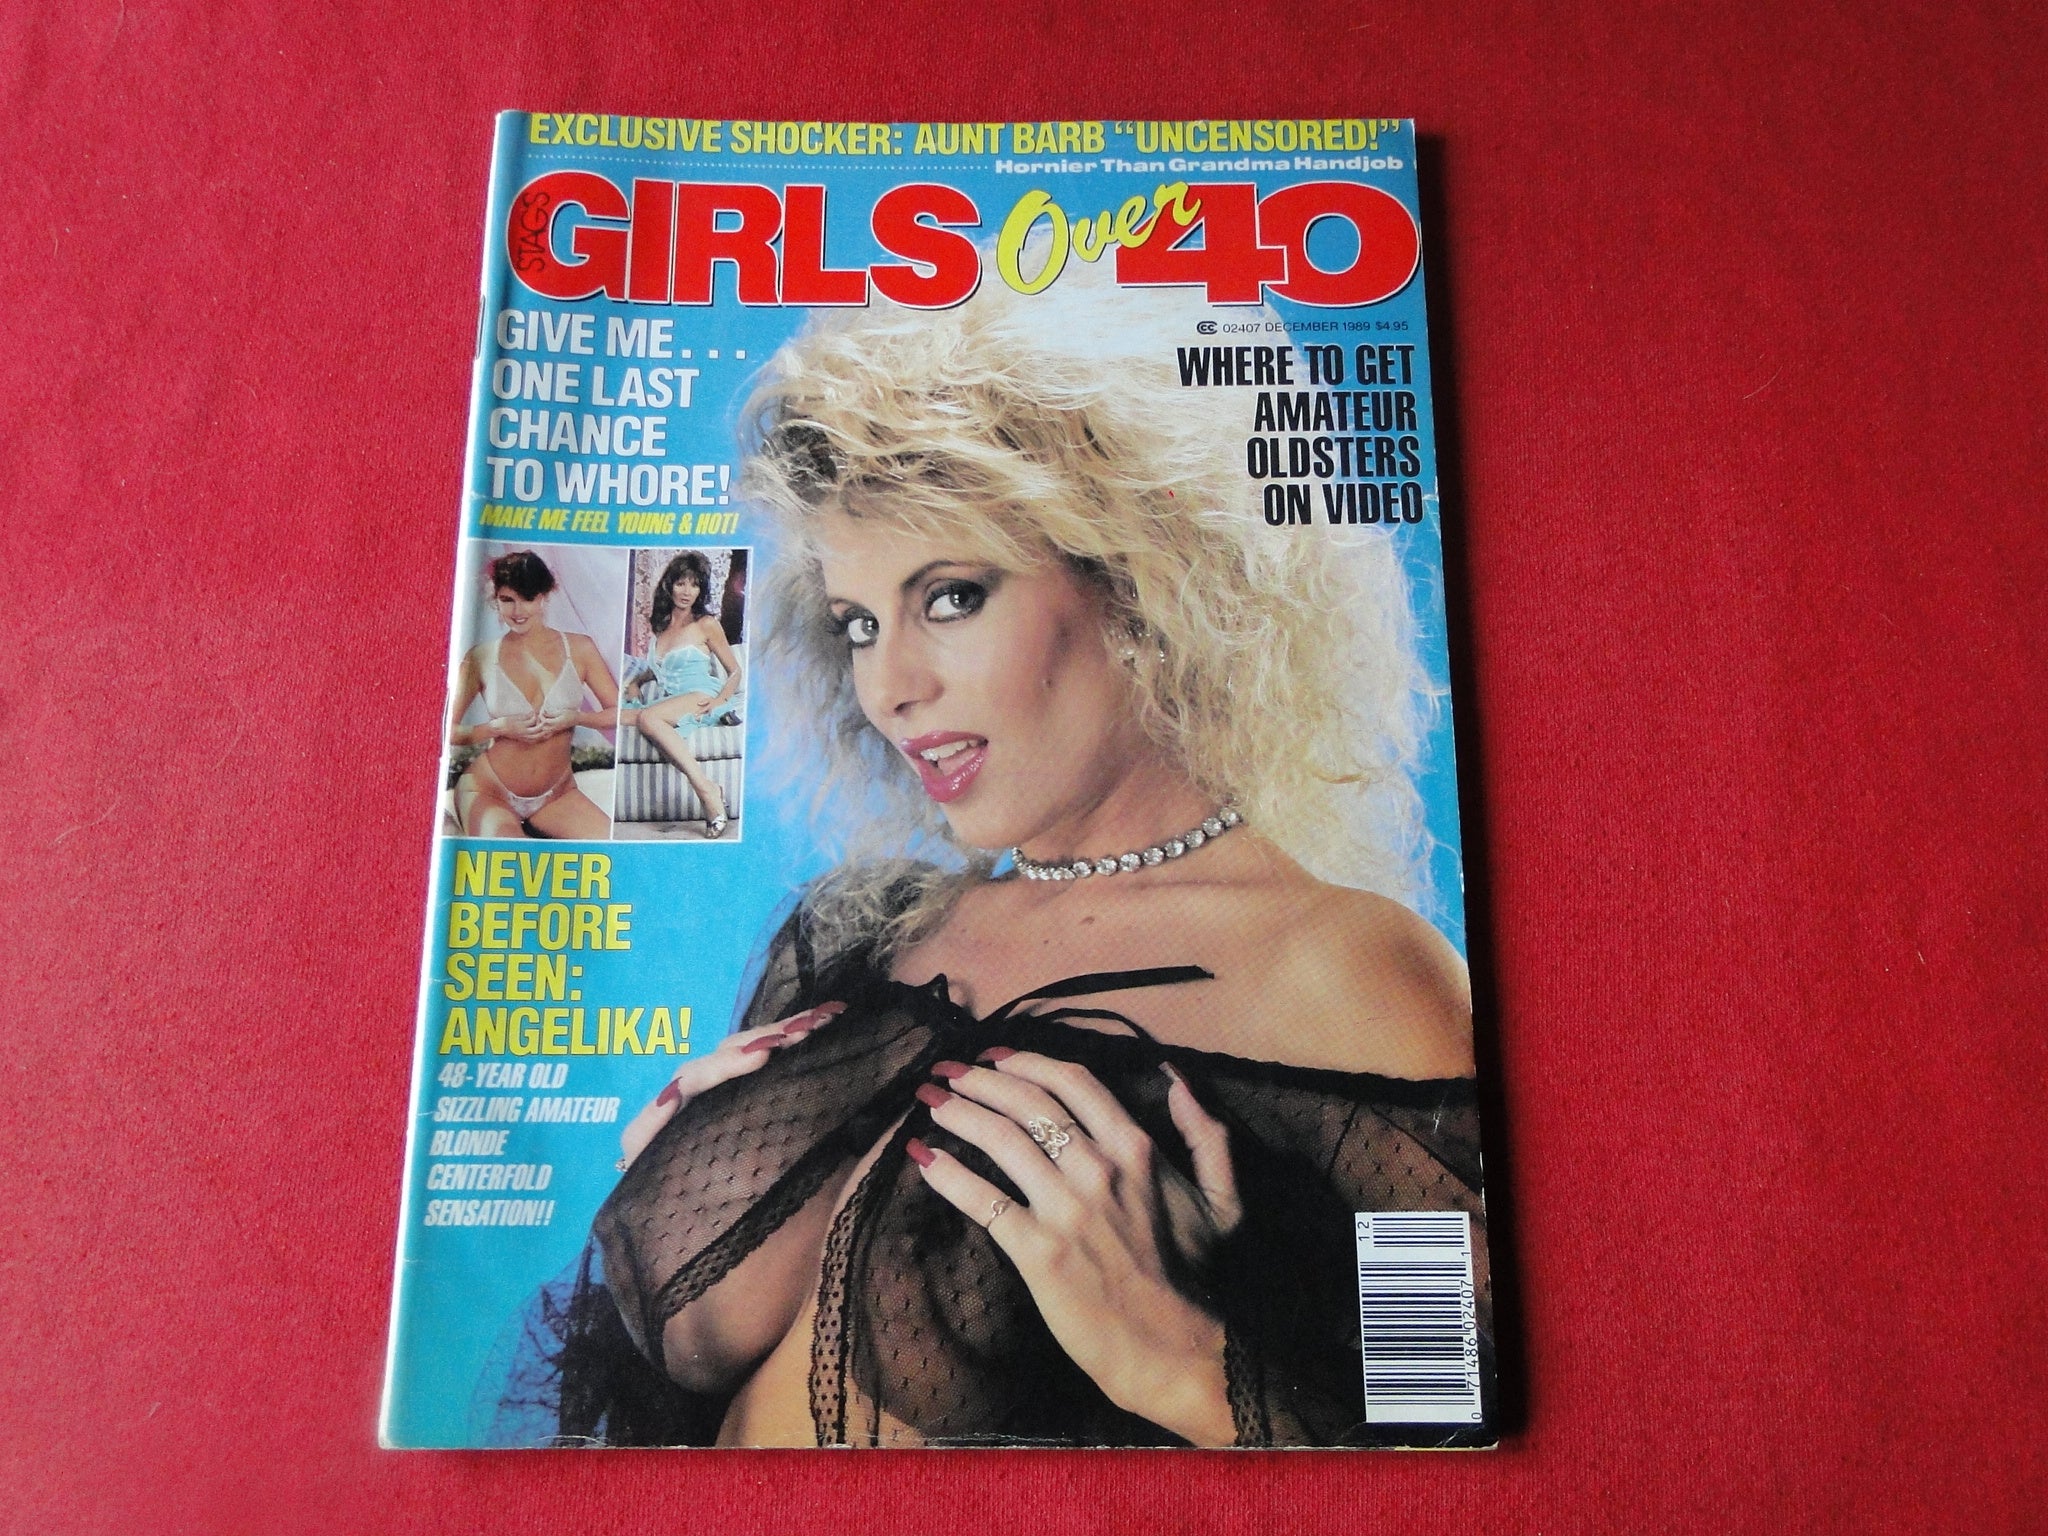 EXCLUSIVE SHOCKER: AUNT BARB "UNCENSORED!"
Hornier Than Grandma Handjob
STAGS
GIRLS Over 40
CC 02407 DECEMBER 1989 $4.95
GIVE ME...
ONE LAST
CHANCE
TO WHORE!
MAKE ME FEEL YOUNG & HOT!
WHERE TO GET
AMATEUR
OLDSTERS
ON VIDEO
NEVER
BEFORE
SEEN:
ANGELIKA!
48-YEAR OLD
SIZZLING AMATEUR
BLONDE
CENTERFOLD
SENSATION!!
12
0 71486 02407 1